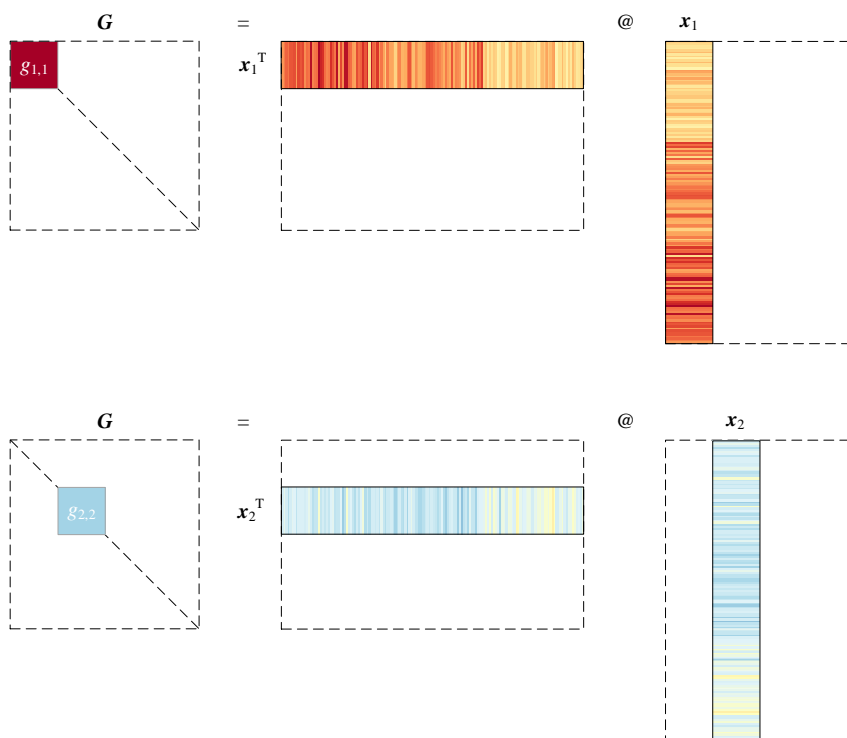 G = @ x₁
g₁,₁ x₁ᵀ
G = @ x₂
g₂,₂ x₂ᵀ